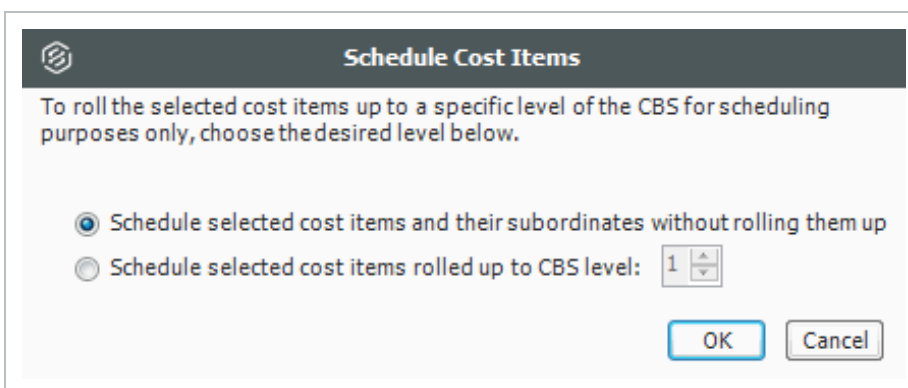 Schedule Cost Items
To roll the selected cost items up to a specific level of the CBS for scheduling
purposes only, choose the desired level below.
Schedule selected cost items and their subordinates without rolling them up
Schedule selected cost items rolled up to CBS level: 1
OK Cancel